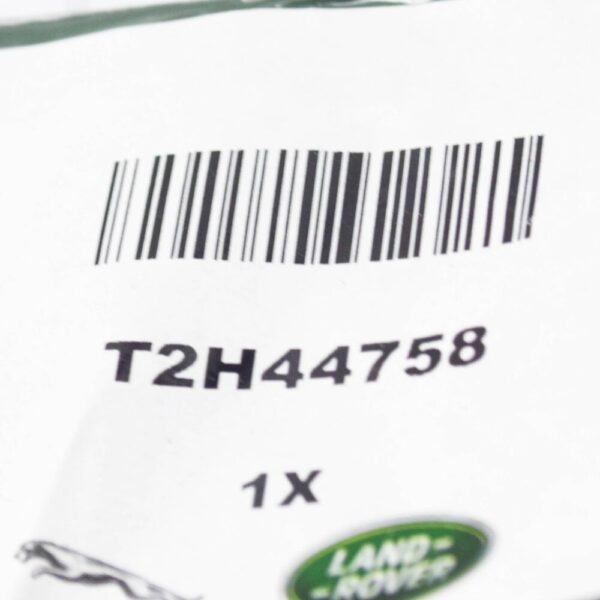 T2H44758
1X
LAND-
-ROVER